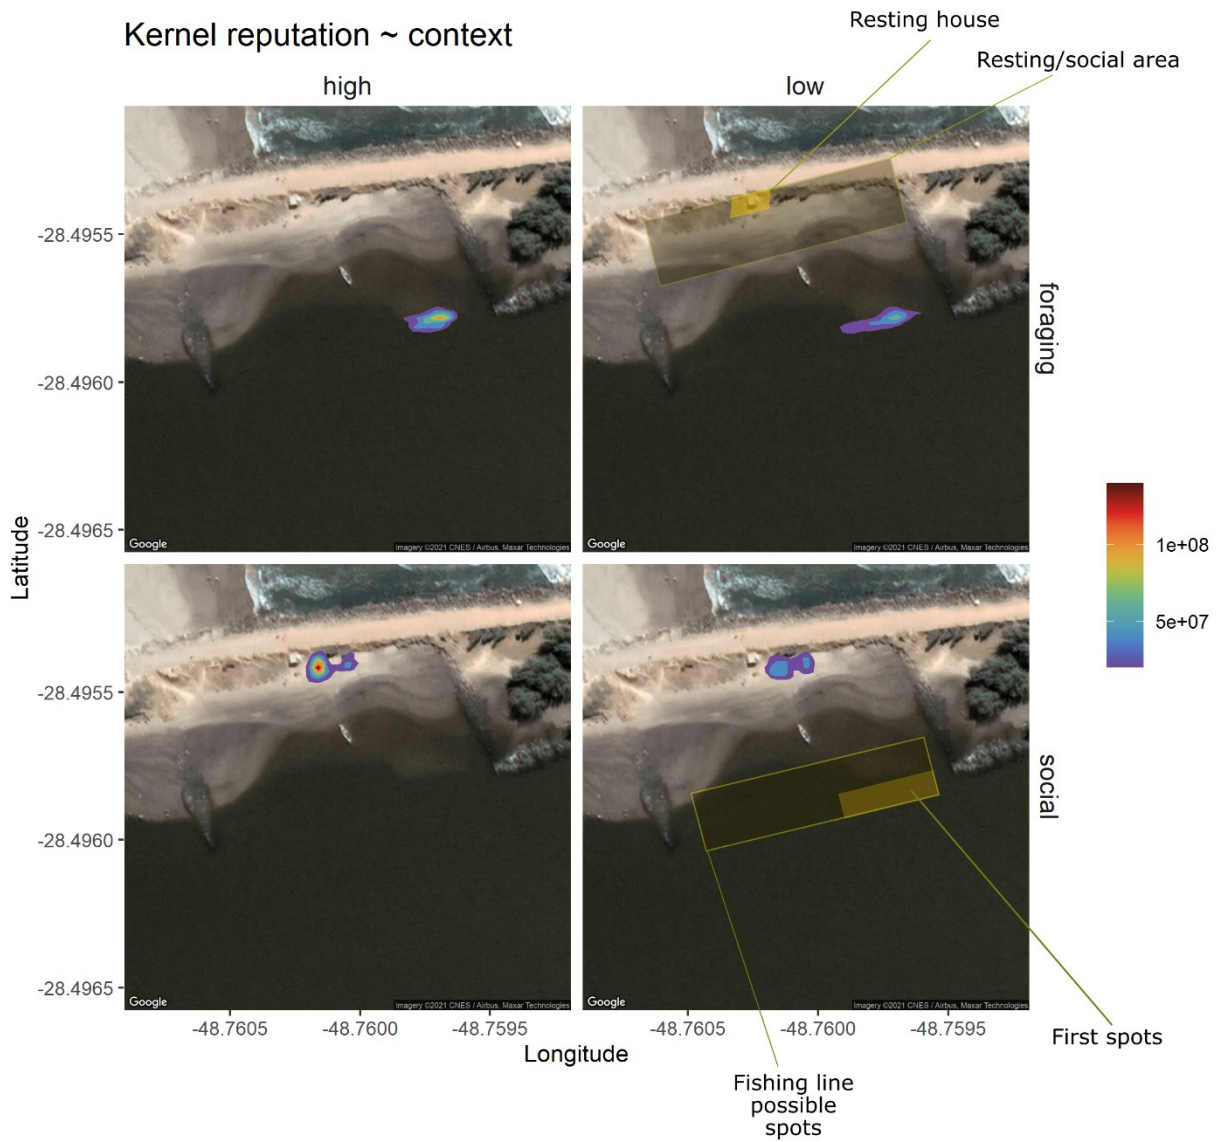 Kernel reputation ~ context
Resting house
Resting/social area
high
low
-28.4955
-28.4960
-28.4965
foraging
Google
Imagery ©2021 CNES / Airbus, Maxar Technologies
Google
Imagery ©2021 CNES / Airbus, Maxar Technologies
Latitude
1e+08
5e+07
-28.4955
-28.4960
-28.4965
social
Google
Imagery ©2021 CNES / Airbus, Maxar Technologies
Google
Imagery ©2021 CNES / Airbus, Maxar Technologies
-48.7605
-48.7600
-48.7595
-48.7605
-48.7600
-48.7595
Longitude
First spots
Fishing line
possible
spots